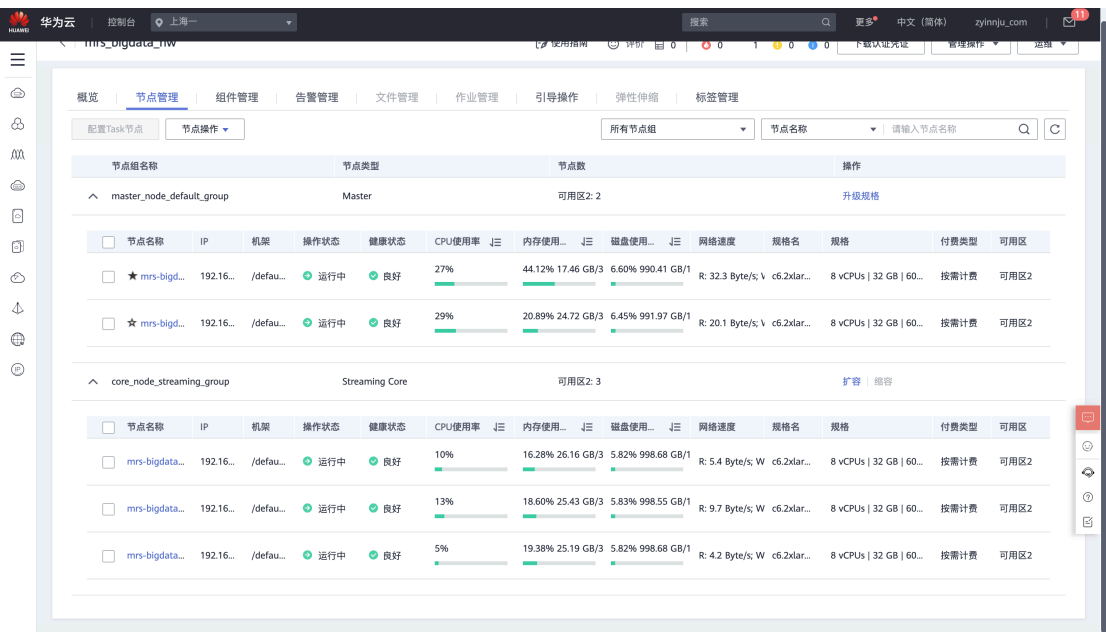 HUAWEI 华为云 控制台 上海一 搜索 更多 中文（简体） zyinnju_com 11
mrs_bigdata_hw 使用指南 评价 0 0 1 0 0 下载认证凭证 管理操作 运维
概览 节点管理 组件管理 告警管理 文件管理 作业管理 引导操作 弹性伸缩 标签管理
配置Task节点 节点操作 所有节点组 节点名称 请输入节点名称
节点组名称 节点类型 节点数 操作
master_node_default_group Master 可用区2: 2 升级规格
节点名称 IP 机架 操作状态 健康状态 CPU使用率 内存使用... 磁盘使用... 网络速度 规格名 规格 付费类型 可用区
mrs-bigd... 192.16... /defau... 运行中 良好 27% 44.12% 17.46 GB/3 6.60% 990.41 GB/1 R: 32.3 Byte/s; c6.2xlar... 8 vCPUs | 32 GB | 60... 按需计费 可用区2
mrs-bigd... 192.16... /defau... 运行中 良好 29% 20.89% 24.72 GB/3 6.45% 991.97 GB/1 R: 20.1 Byte/s; c6.2xlar... 8 vCPUs | 32 GB | 60... 按需计费 可用区2
core_node_streaming_group Streaming Core 可用区2: 3 扩容 缩容
节点名称 IP 机架 操作状态 健康状态 CPU使用率 内存使用... 磁盘使用... 网络速度 规格名 规格 付费类型 可用区
mrs-bigdata... 192.16... /defau... 运行中 良好 10% 16.28% 26.16 GB/3 5.82% 998.68 GB/1 R: 5.4 Byte/s; W c6.2xlar... 8 vCPUs | 32 GB | 60... 按需计费 可用区2
mrs-bigdata... 192.16... /defau... 运行中 良好 13% 18.60% 25.43 GB/3 5.83% 998.55 GB/1 R: 9.7 Byte/s; W c6.2xlar... 8 vCPUs | 32 GB | 60... 按需计费 可用区2
mrs-bigdata... 192.16... /defau... 运行中 良好 5% 19.38% 25.19 GB/3 5.82% 998.68 GB/1 R: 4.2 Byte/s; W c6.2xlar... 8 vCPUs | 32 GB | 60... 按需计费 可用区2